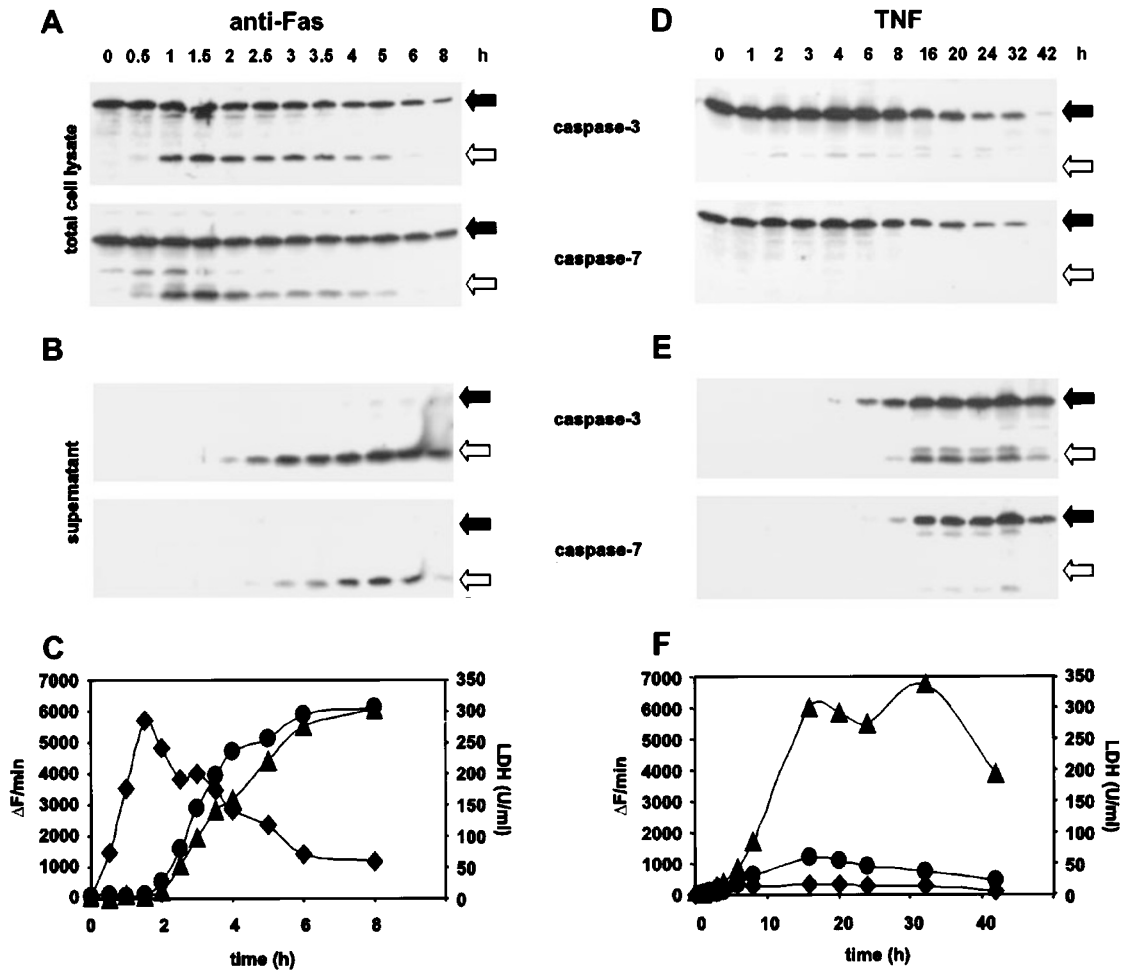 A anti-Fas
0 0.5 1 1.5 2 2.5 3 3.5 4 5 6 8 h
total cell lysate
caspase-3
caspase-7
D TNF
0 1 2 3 4 6 8 16 20 24 32 42 h
B
supernatant
caspase-3
caspase-7
E
C
7000
6000
5000
4000
3000
2000
1000
0
ΔF/min
350
300
250
200
150
100
50
0
LDH (U/ml)
0 2 4 6 8
time (h)
F
7000
6000
5000
4000
3000
2000
1000
0
ΔF/min
350
300
250
200
150
100
50
0
LDH (U/ml)
0 10 20 30 40
time (h)